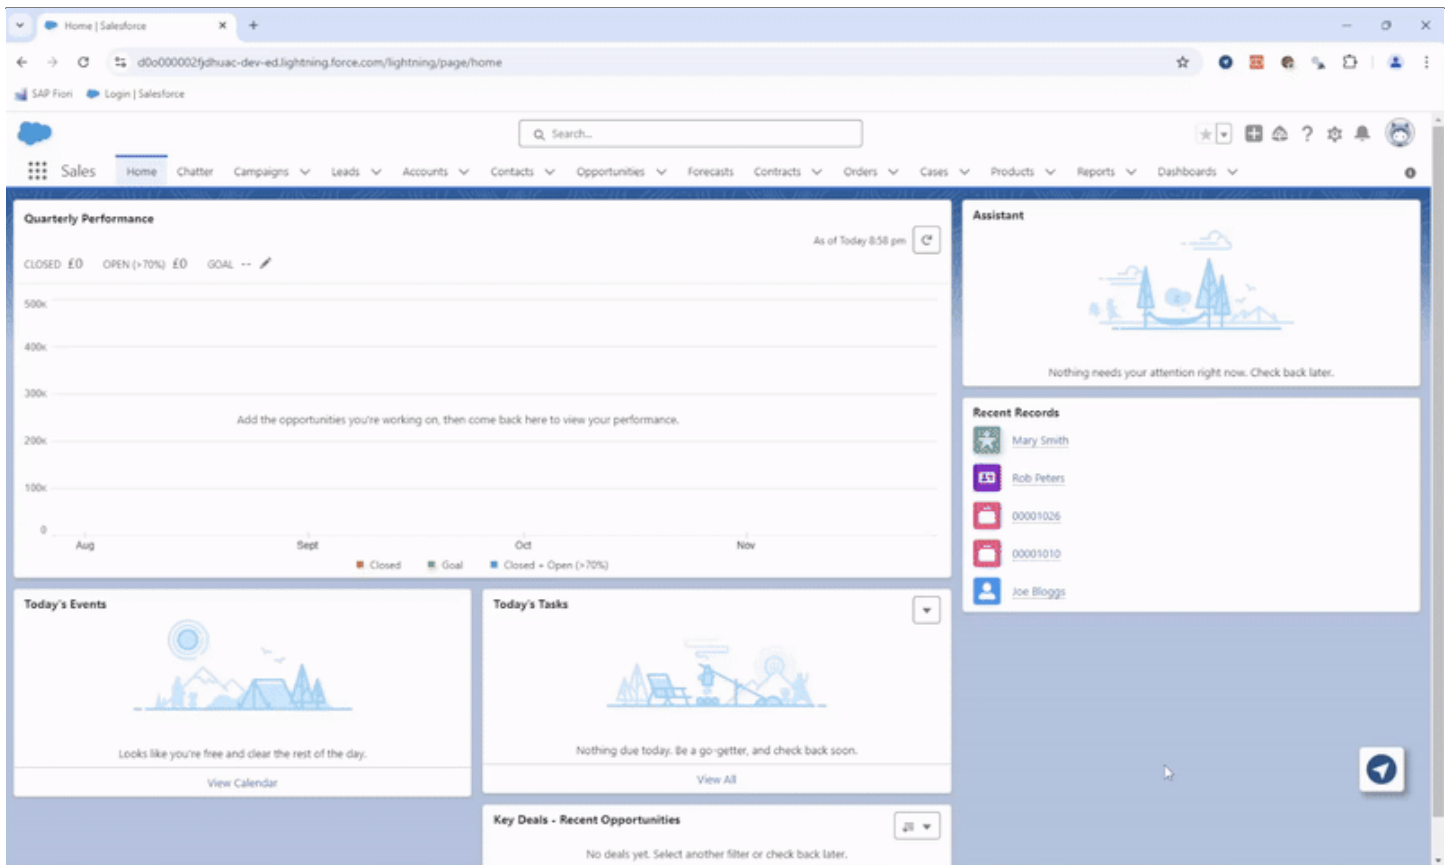 Home | Salesforce
d0o000002fjdhuac-dev-ed.lightning.force.com/lightning/page/home
SAP Fiori Login | Salesforce
Search...
Sales Home Chatter Campaigns Leads Accounts Contacts Opportunities Forecasts Contracts Orders Cases Products Reports Dashboards
Quarterly Performance
As of Today 8:58 pm
CLOSED £0 OPEN (>70%) £0 GOAL --
500K
400K
300K
Add the opportunities you're working on, then come back here to view your performance.
200K
100K
0
Aug Sept Oct Nov
Closed Goal Closed + Open (>70%)
Assistant
Nothing needs your attention right now. Check back later.
Recent Records
Mary Smith
Rob Peters
00001026
00001010
Joe Bloggs
Today's Events
Looks like you're free and clear the rest of the day.
View Calendar
Today's Tasks
Nothing due today. Be a go-getter, and check back soon.
View All
Key Deals - Recent Opportunities
No deals yet. Select another filter or check back later.